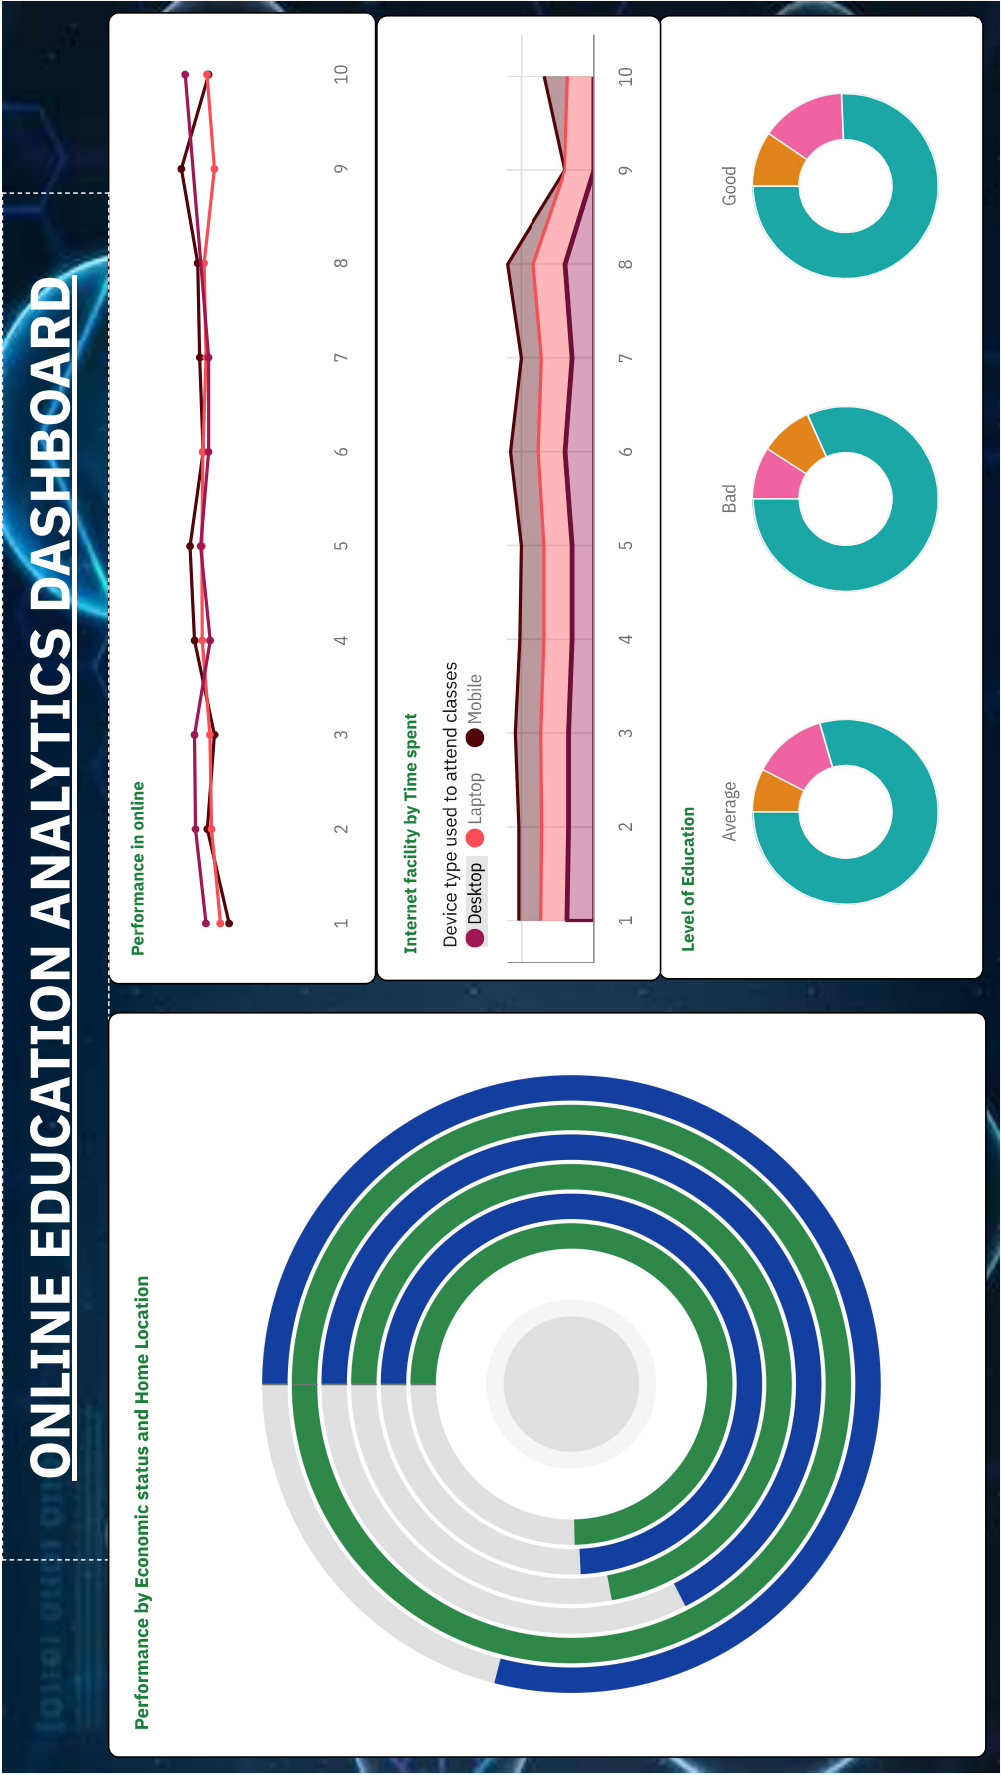 ONLINE EDUCATION ANALYTICS DASHBOARD
Performance by Economic status and Home Location
Performance in online
1 2 3 4 5 6 7 8 9 10
Internet facility by Time spent
Device type used to attend classes
Desktop Laptop Mobile
1 2 3 4 5 6 7 8 9 10
Level of Education
Average Bad Good